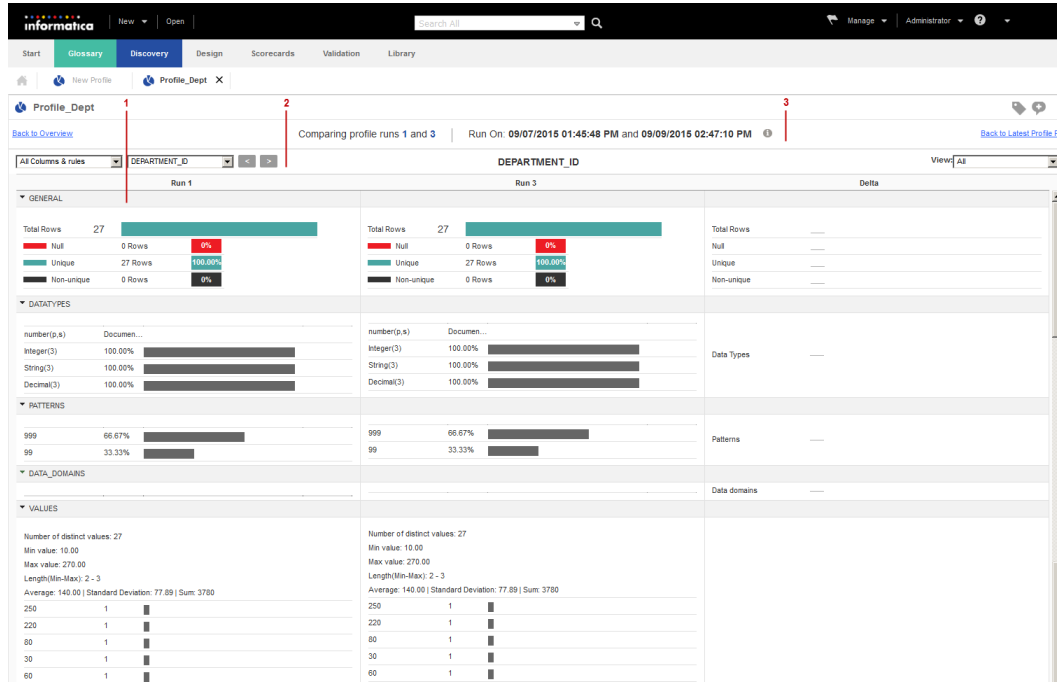 informatica New Open Search All Manage Administrator ?
Start Glossary Discovery Design Scorecards Validation Library
New Profile Profile_Dept X
Profile_Dept 1 2 3
Back to Overview Comparing profile runs 1 and 3 | Run On: 09/07/2015 01:45:48 PM and 09/09/2015 02:47:10 PM Back to Latest Profile
All Columns & rules DEPARTMENT_ID < > DEPARTMENT_ID View: All
Run 1 Run 3 Delta
GENERAL
Total Rows 27 Total Rows 27 Total Rows
Null 0 Rows 0% Null 0 Rows 0% Null
Unique 27 Rows 100.00% Unique 27 Rows 100.00% Unique
Non-unique 0 Rows 0% Non-unique 0 Rows 0% Non-unique
DATATYPES
number(p,s) Documen... number(p,s) Documen...
Integer(3) 100.00% Integer(3) 100.00%
String(3) 100.00% String(3) 100.00% Data Types
Decimal(3) 100.00% Decimal(3) 100.00%
PATTERNS
999 66.67% 999 66.67% Patterns
99 33.33% 99 33.33%
DATA_DOMAINS
Data domains
VALUES
Number of distinct values: 27 Number of distinct values: 27
Min value: 10.00 Min value: 10.00
Max value: 270.00 Max value: 270.00
Length(Min-Max): 2 - 3 Length(Min-Max): 2 - 3
Average: 140.00 | Standard Deviation: 77.89 | Sum: 3780 Average: 140.00 | Standard Deviation: 77.89 | Sum: 3780
250 1 250 1
220 1 220 1
80 1 80 1
30 1 30 1
60 1 60 1